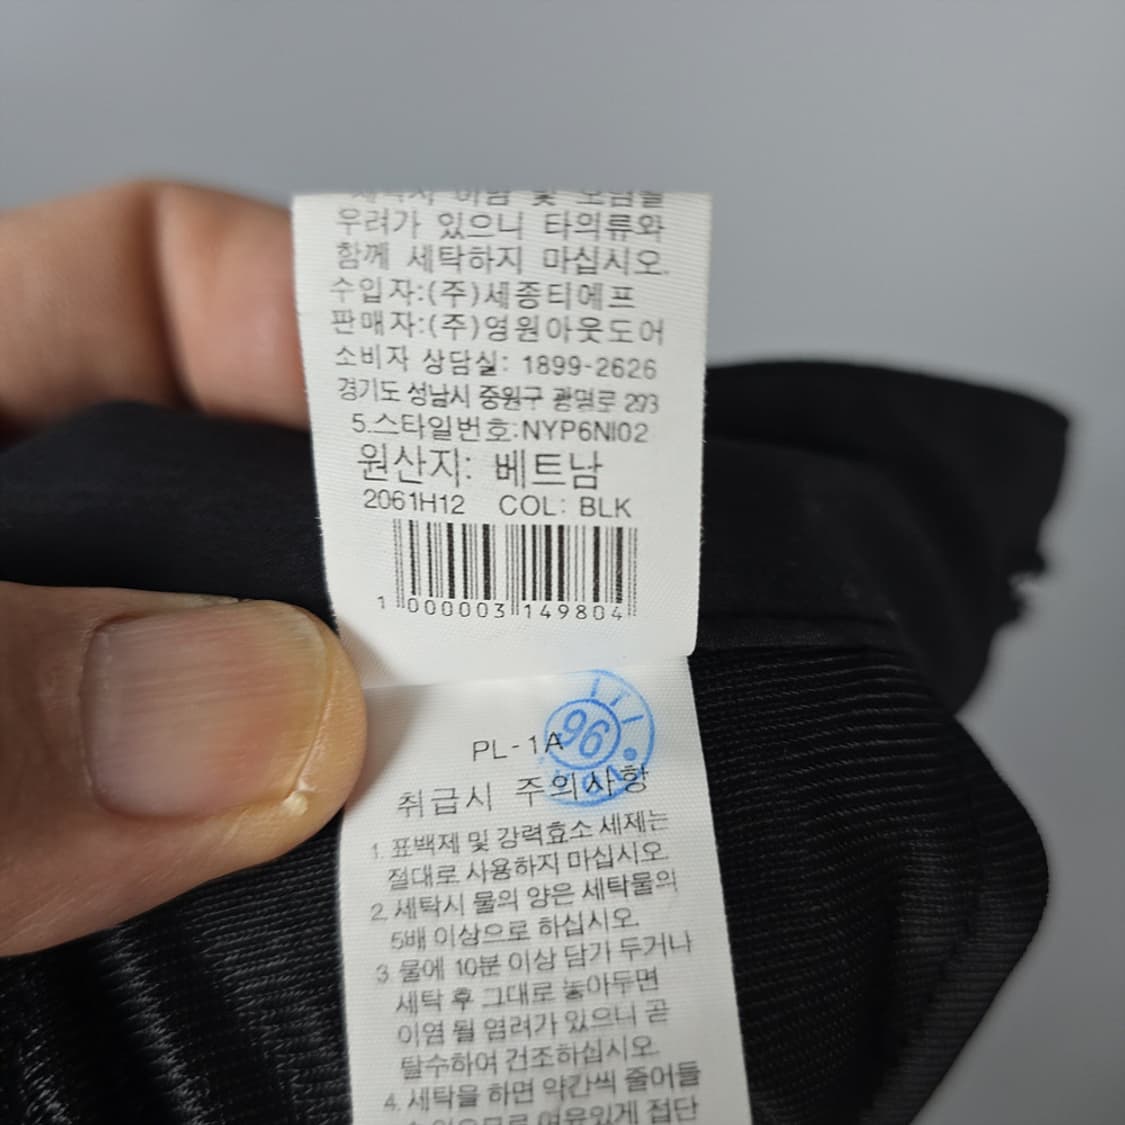 우려가 있으니 타의류와
함께 세탁하지 마십시오.
수입자:(주)세종티에프
판매자:(주)영원아웃도어
소비자 상담실: 1899-2626
경기도 성남시 중원구 광명로 293
5.스타일번호:NYP6NI02
원산지: 베트남
2061H12 COL: BLK
1 000003 149804
PL-1A
96
취급시 주의사항
1. 표백제 및 강력효소 세제는
절대로 사용하지 마십시오.
2. 세탁시 물의 양은 세탁물의
5배 이상으로 하십시오.
3 물에 10분 이상 담가 두거나
세탁 후 그대로 놓아두면
이염 될 염려가 있으니 곧
탈수하여 건조하십시오.
4. 세탁을 하면 약간씩 줄어들
여유있게 접단